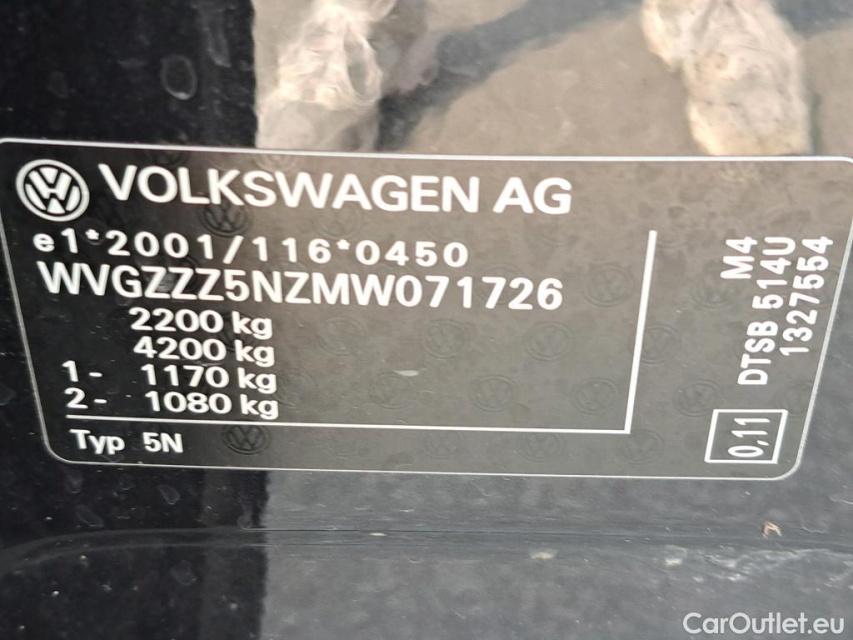 VOLKSWAGEN AG
e1*2001/116*0450
WVGZZZ5NZMW071726
2200 kg
4200 kg
1- 1170 kg
2- 1080 kg
Typ 5N
M4
DTSB 514U
1327554
0,11
CarOutlet.eu